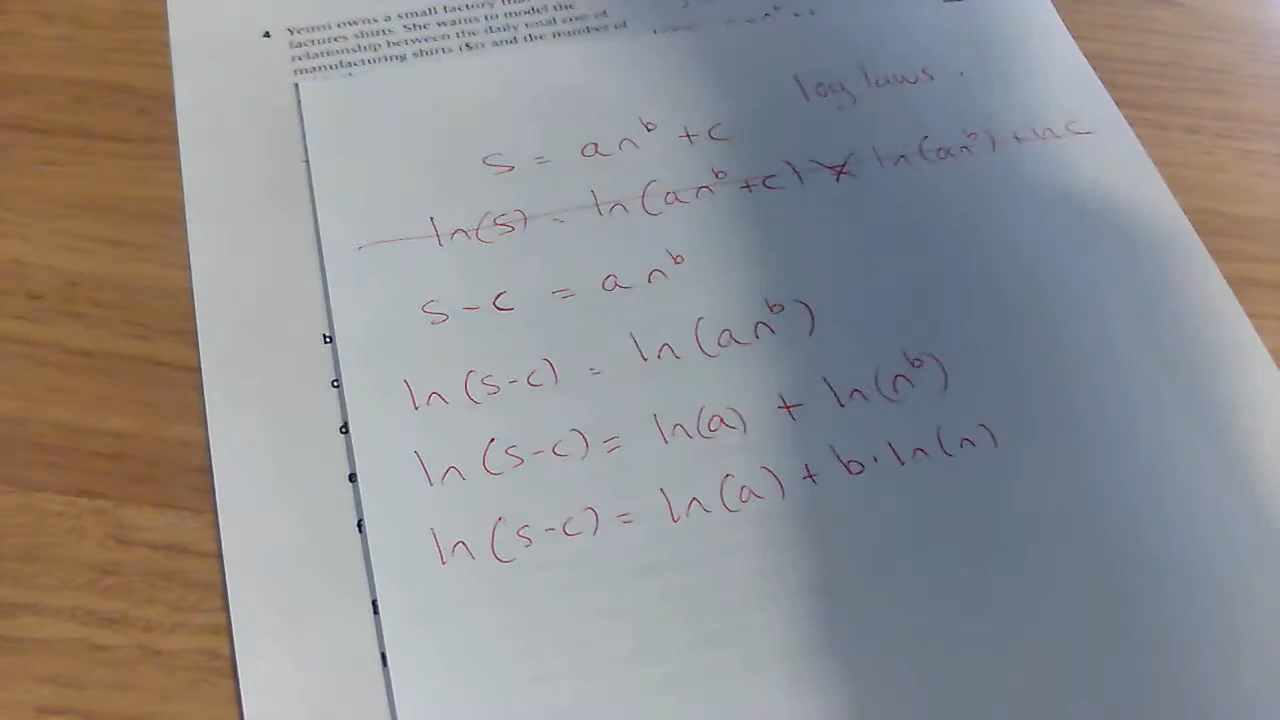 4 Yenni owns a small factory that
factures shirts. She wants to model the
relationship between the daily total cost of
manufacturing shirts ($s) and the number of
log laws.
s = an^b + c
ln(s) = ln(an^b + c) ≠ ln(an^b) + ln c
s - c = an^b
b
ln(s-c) = ln(an^b)
c
ln(s-c) = ln(a) + ln(n^b)
d
ln(s-c) = ln(a) + b·ln(n)
e
f